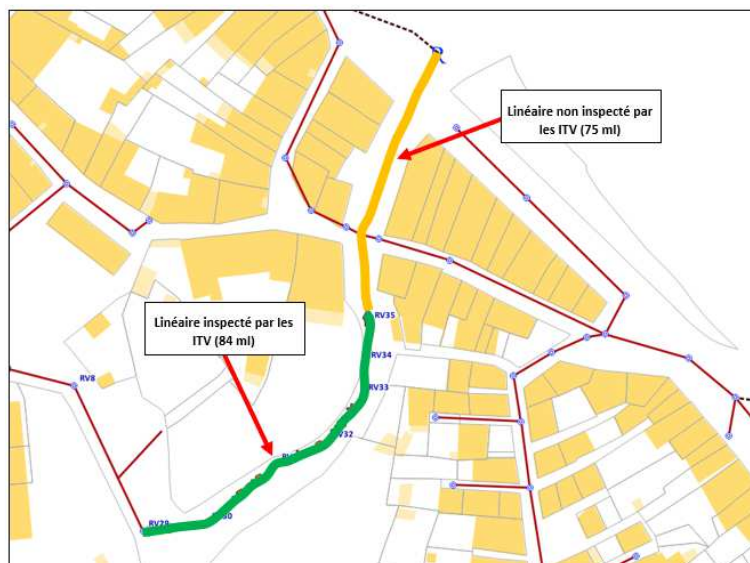 R
Linéaire non inspecté par
les ITV (75 ml)
RV35
Linéaire inspecté par les
ITV (84 ml)
RV34
RV8
RV33
RV32
RV29